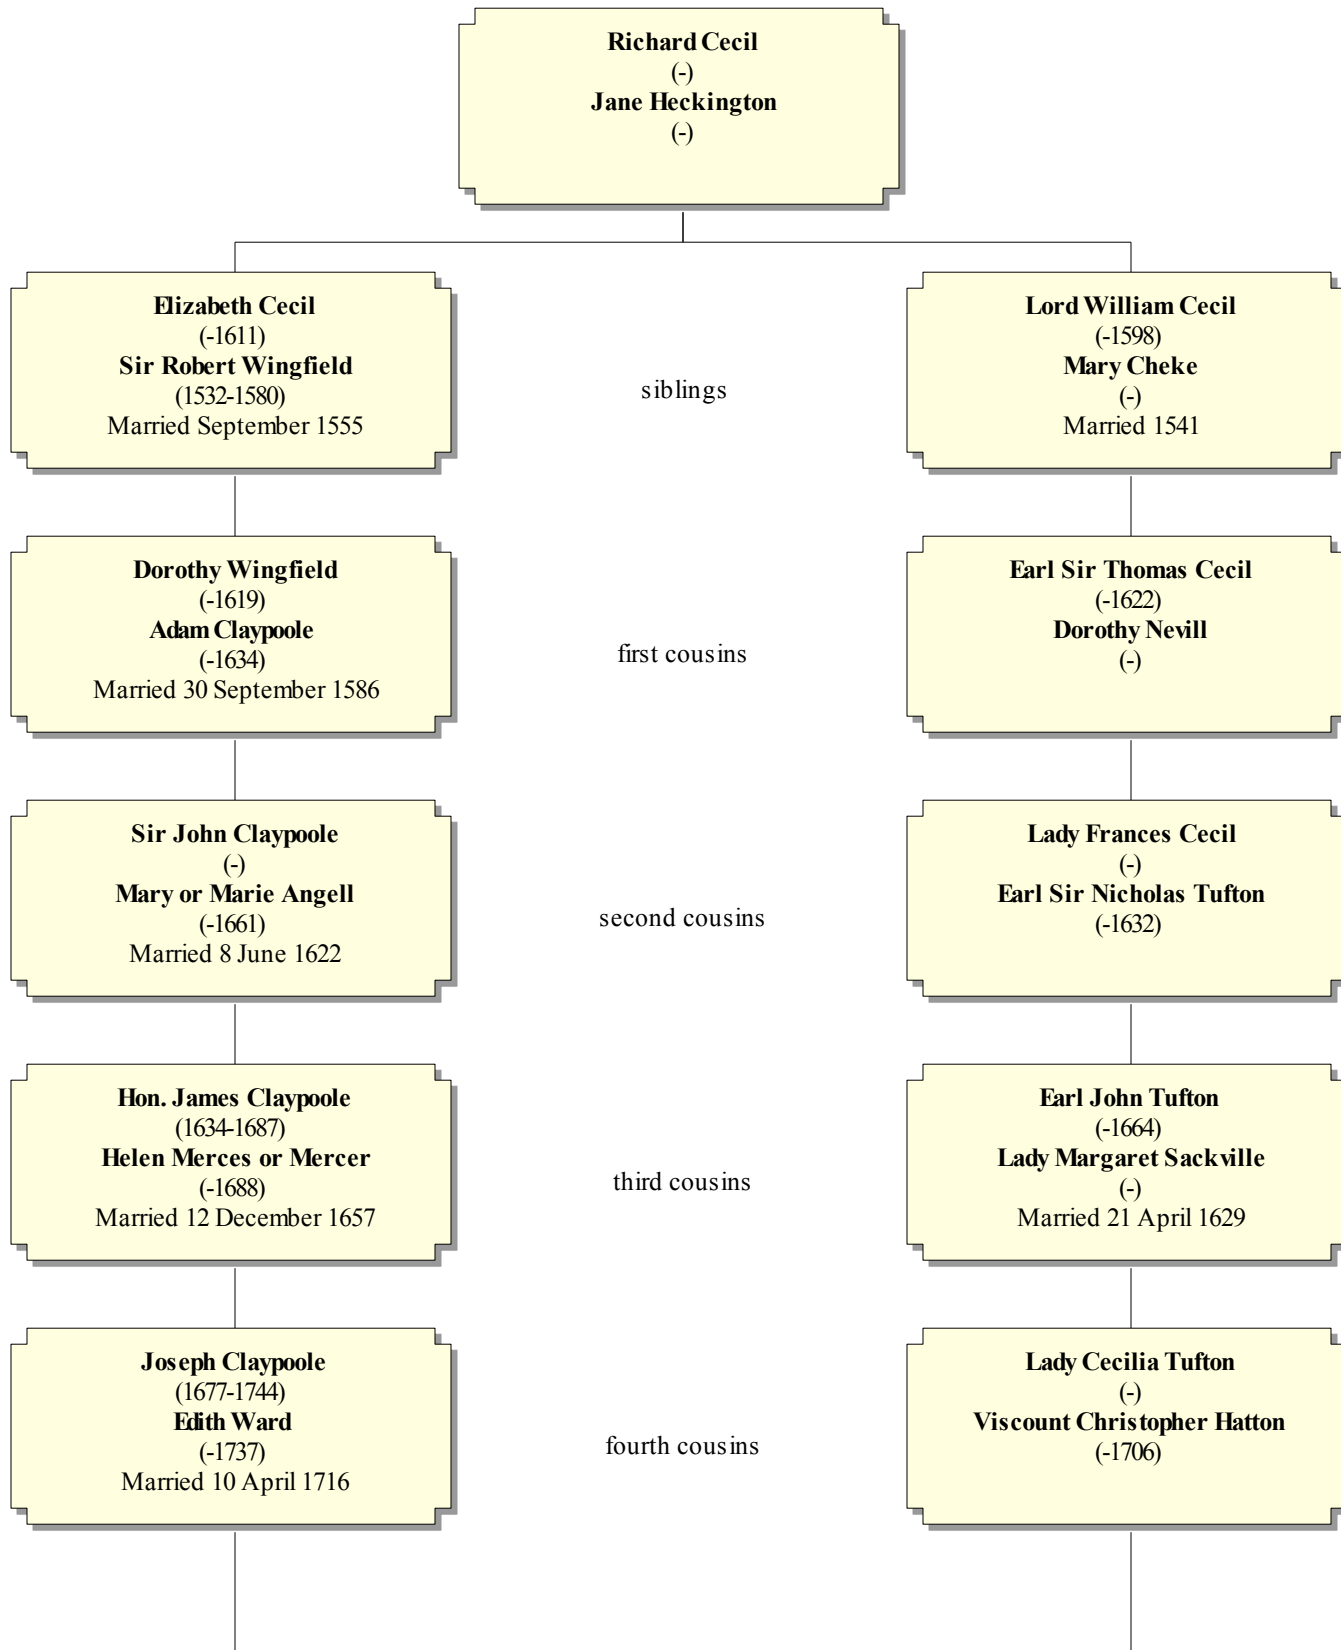 Richard Cecil
(-)
Jane Heckington
(-)
Elizabeth Cecil
(-1611)
Sir Robert Wingfield
(1532-1580)
Married September 1555
siblings
Lord William Cecil
(-1598)
Mary Cheke
(-)
Married 1541
Dorothy Wingfield
(-1619)
Adam Claypoole
(-1634)
Married 30 September 1586
first cousins
Earl Sir Thomas Cecil
(-1622)
Dorothy Nevill
(-)
Sir John Claypoole
(-)
Mary or Marie Angell
(-1661)
Married 8 June 1622
second cousins
Lady Frances Cecil
(-)
Earl Sir Nicholas Tufton
(-1632)
Hon. James Claypoole
(1634-1687)
Helen Merces or Mercer
(-1688)
Married 12 December 1657
third cousins
Earl John Tufton
(-1664)
Lady Margaret Sackville
(-)
Married 21 April 1629
Joseph Claypoole
(1677-1744)
Edith Ward
(-1737)
Married 10 April 1716
fourth cousins
Lady Cecilia Tufton
(-)
Viscount Christopher Hatton
(-1706)